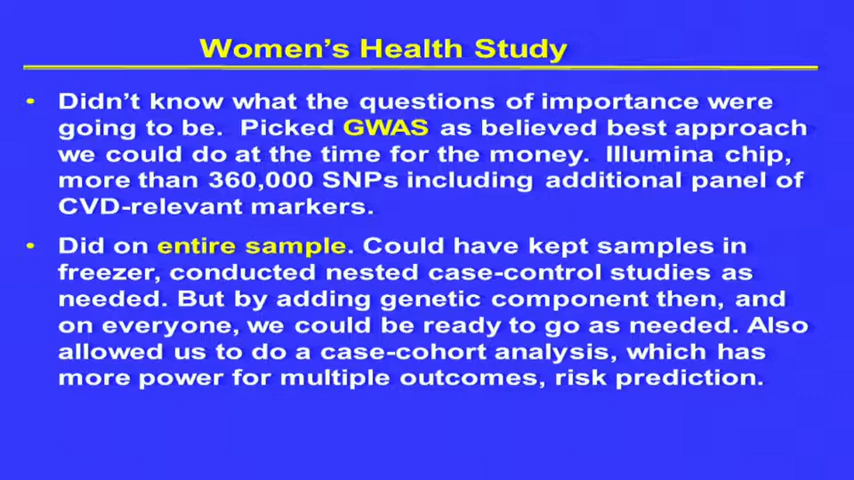 Women's Health Study
• Didn't know what the questions of importance were
going to be. Picked GWAS as believed best approach
we could do at the time for the money. Illumina chip,
more than 360,000 SNPs including additional panel of
CVD-relevant markers.
• Did on entire sample. Could have kept samples in
freezer, conducted nested case-control studies as
needed. But by adding genetic component then, and
on everyone, we could be ready to go as needed. Also
allowed us to do a case-cohort analysis, which has
more power for multiple outcomes, risk prediction.